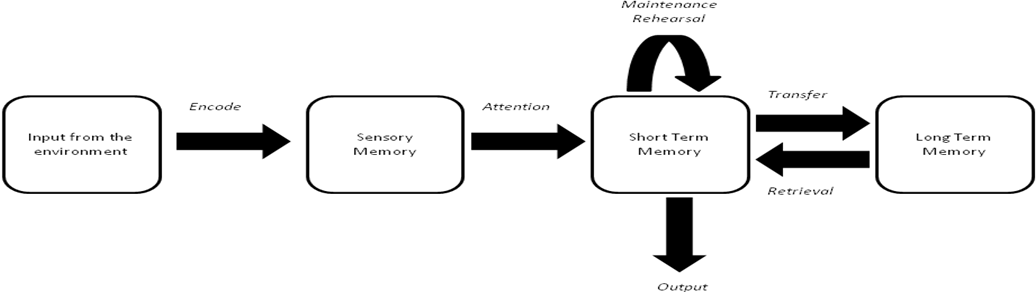 Maintenance
Rehearsal
Encode
Attention
Transfer
Input from the
environment
Sensory
Memory
Short Term
Memory
Long Term
Memory
Retrieval
Output